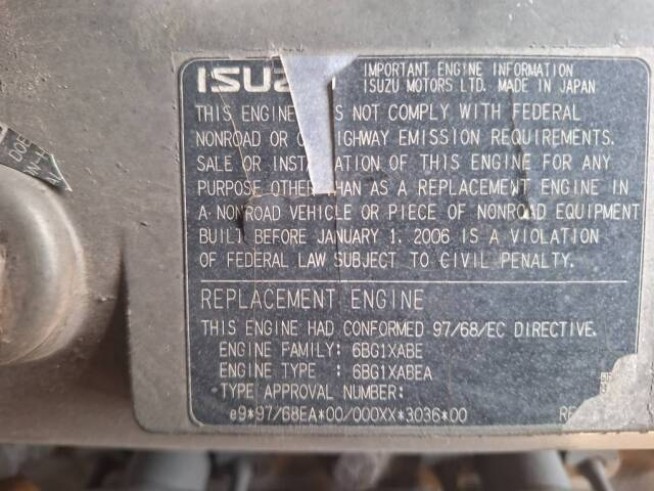 ISUZ
IMPORTANT ENGINE INFORMATION
ISUZU MOTORS LTD. MADE IN JAPAN
THIS ENGINE S NOT COMPLY WITH FEDERAL
NONROAD OR IGHWAY EMISSION REQUIREMENTS.
SALE OR INST ATION OF THIS ENGINE FOR ANY
PURPOSE OTHER THAN AS A REPLACEMENT ENGINE IN
A NONROAD VEHICLE OR PIECE OF NONROAD EQUIPMENT
BUILT BEFORE JANUARY 1. 2006 IS A VIOLATION
OF FEDERAL LAW SUBJECT TO CIVIL PENALTY.
REPLACEMENT ENGINE
THIS ENGINE HAD CONFORMED 97/68/EC DIRECTIVE.
ENGINE FAMILY: 6BG1XABE
ENGINE TYPE : 6BG1XABEA
TYPE APPROVAL NUMBER:
e9*97/68EA*00/000XX*3036*00